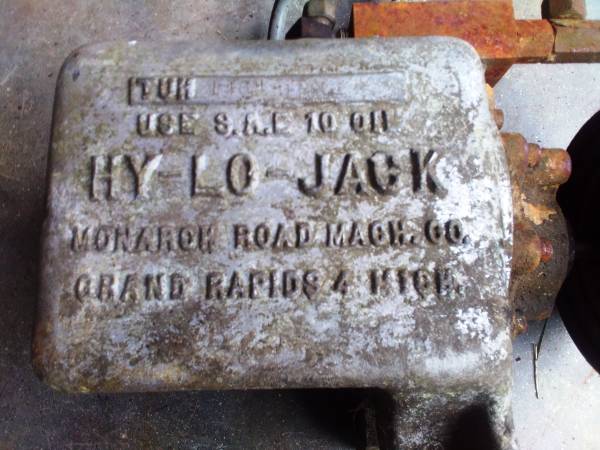 USE S.A.E 10 OIL
HY-LO-JACK
MONARCH ROAD MACH. CO.
GRAND RAPIDS 4 MICH.